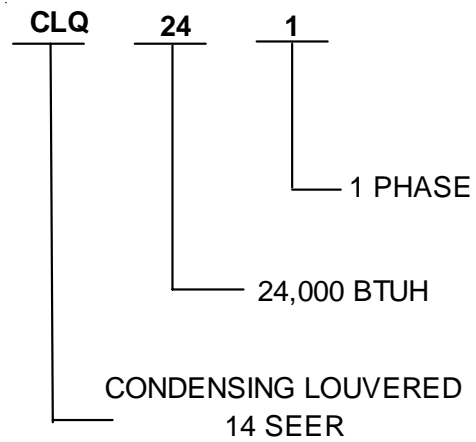 CLQ 24 1
1 PHASE
24,000 BTUH
CONDENSING LOUVERED
14 SEER